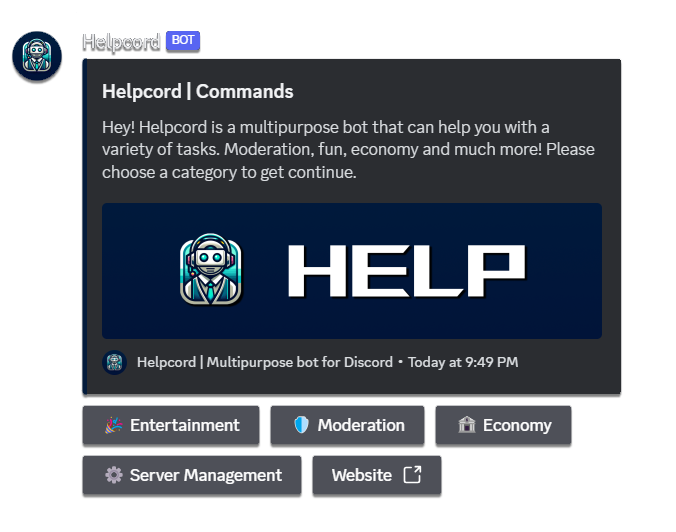 Helpcord BOT
Helpcord | Commands
Hey! Helpcord is a multipurpose bot that can help you with a
variety of tasks. Moderation, fun, economy and much more! Please
choose a category to get continue.
HELP
Helpcord | Multipurpose bot for Discord • Today at 9:49 PM
Entertainment Moderation Economy
Server Management Website